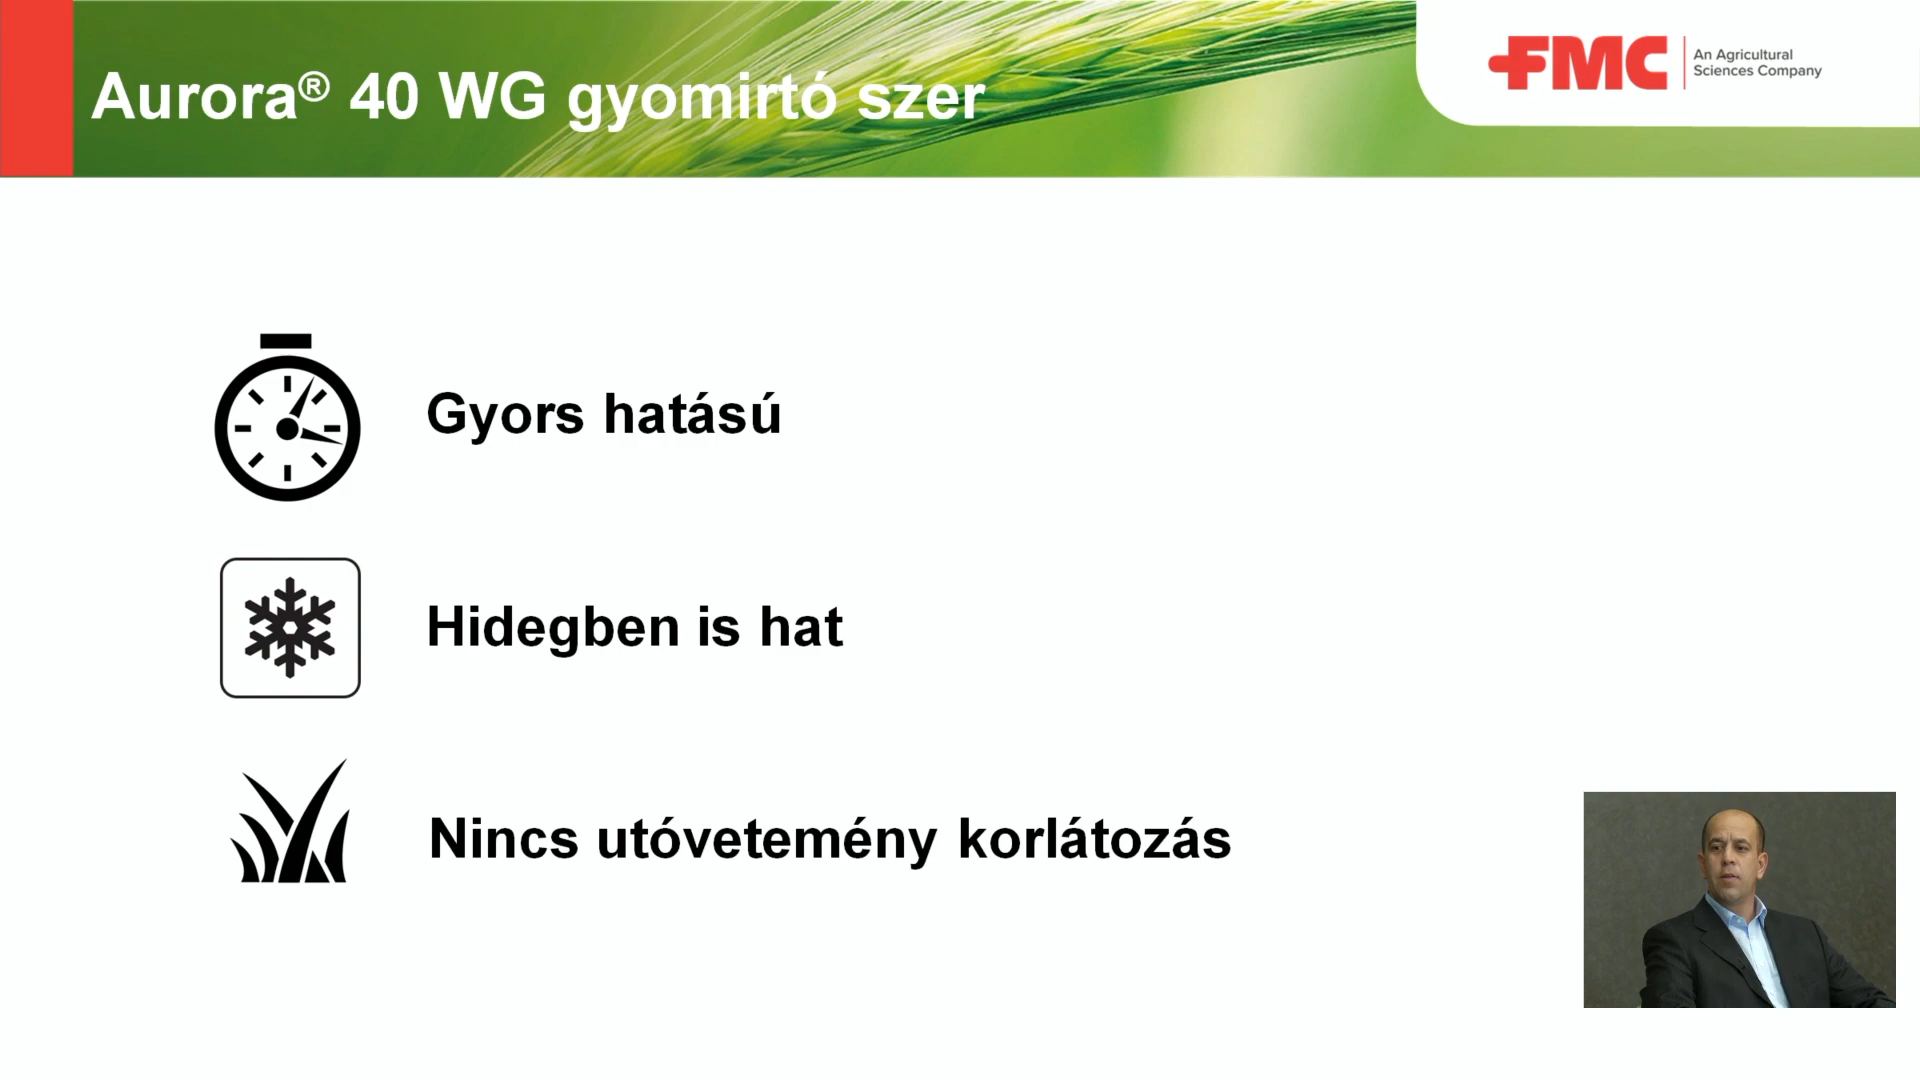 Aurora® 40 WG gyomirtó szer
FMC
An Agricultural
Sciences Company
Gyors hatású
Hidegben is hat
Nincs utóvetemény korlátozás